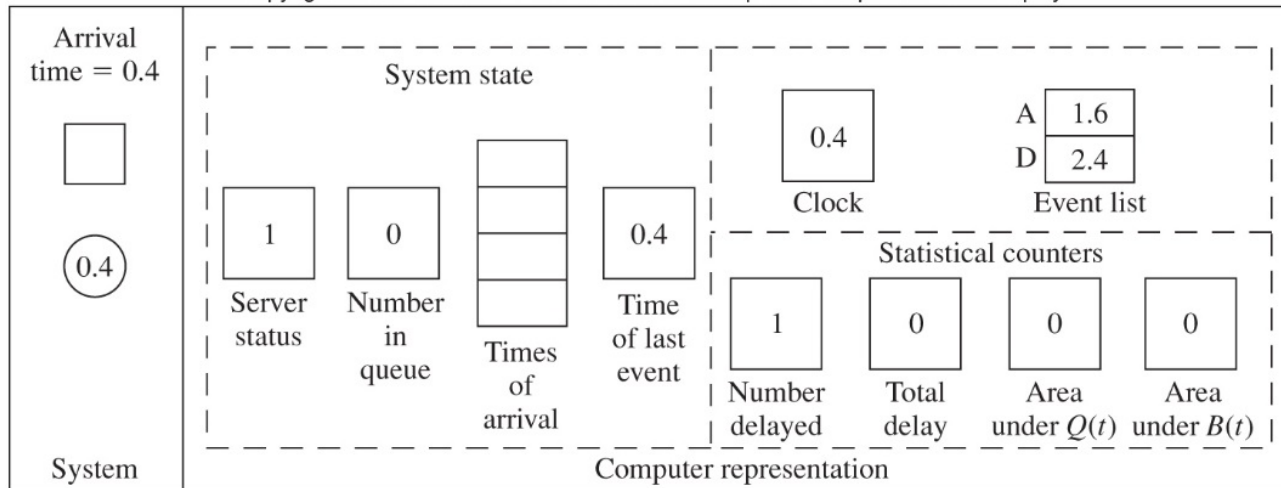 Arrival
time = 0.4
0.4
System
System state
1
Server
status
0
Number
in
queue
Times
of
arrival
0.4
Time
of last
event
0.4
Clock
A 1.6
D 2.4
Event list
Statistical counters
1
Number
delayed
0
Total
delay
0
Area
under Q(t)
0
Area
under B(t)
Computer representation